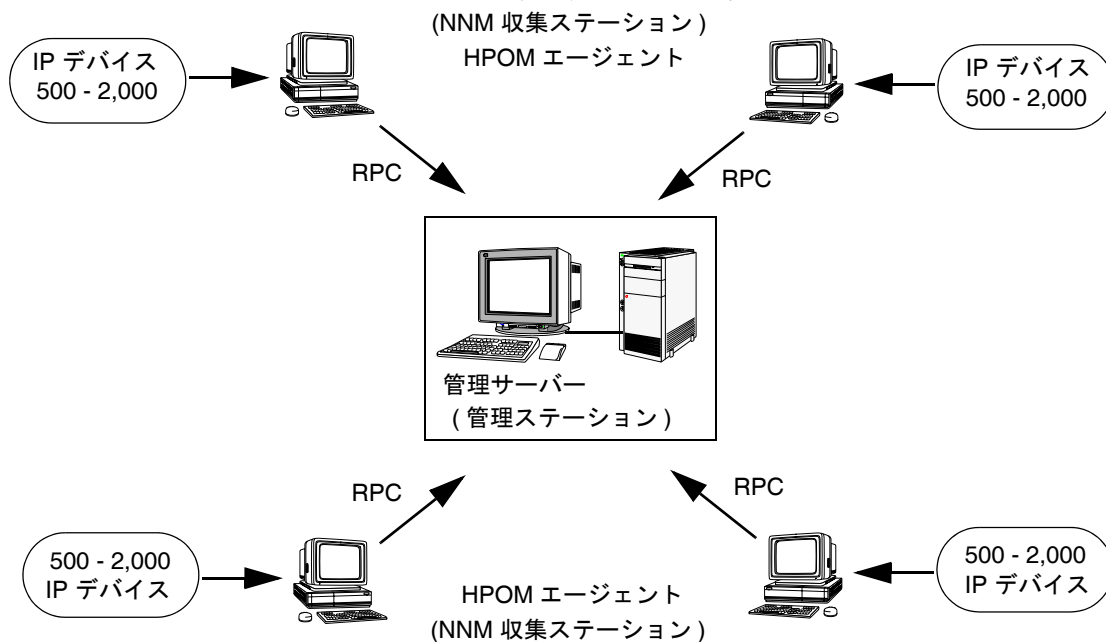 (NNM 収集ステーション )
HPOM エージェント
IP デバイス
500 - 2,000
IP デバイス
500 - 2,000
RPC
RPC
管理サーバー
( 管理ステーション )
RPC
RPC
500 - 2,000
IP デバイス
500 - 2,000
IP デバイス
HPOM エージェント
(NNM 収集ステーション )